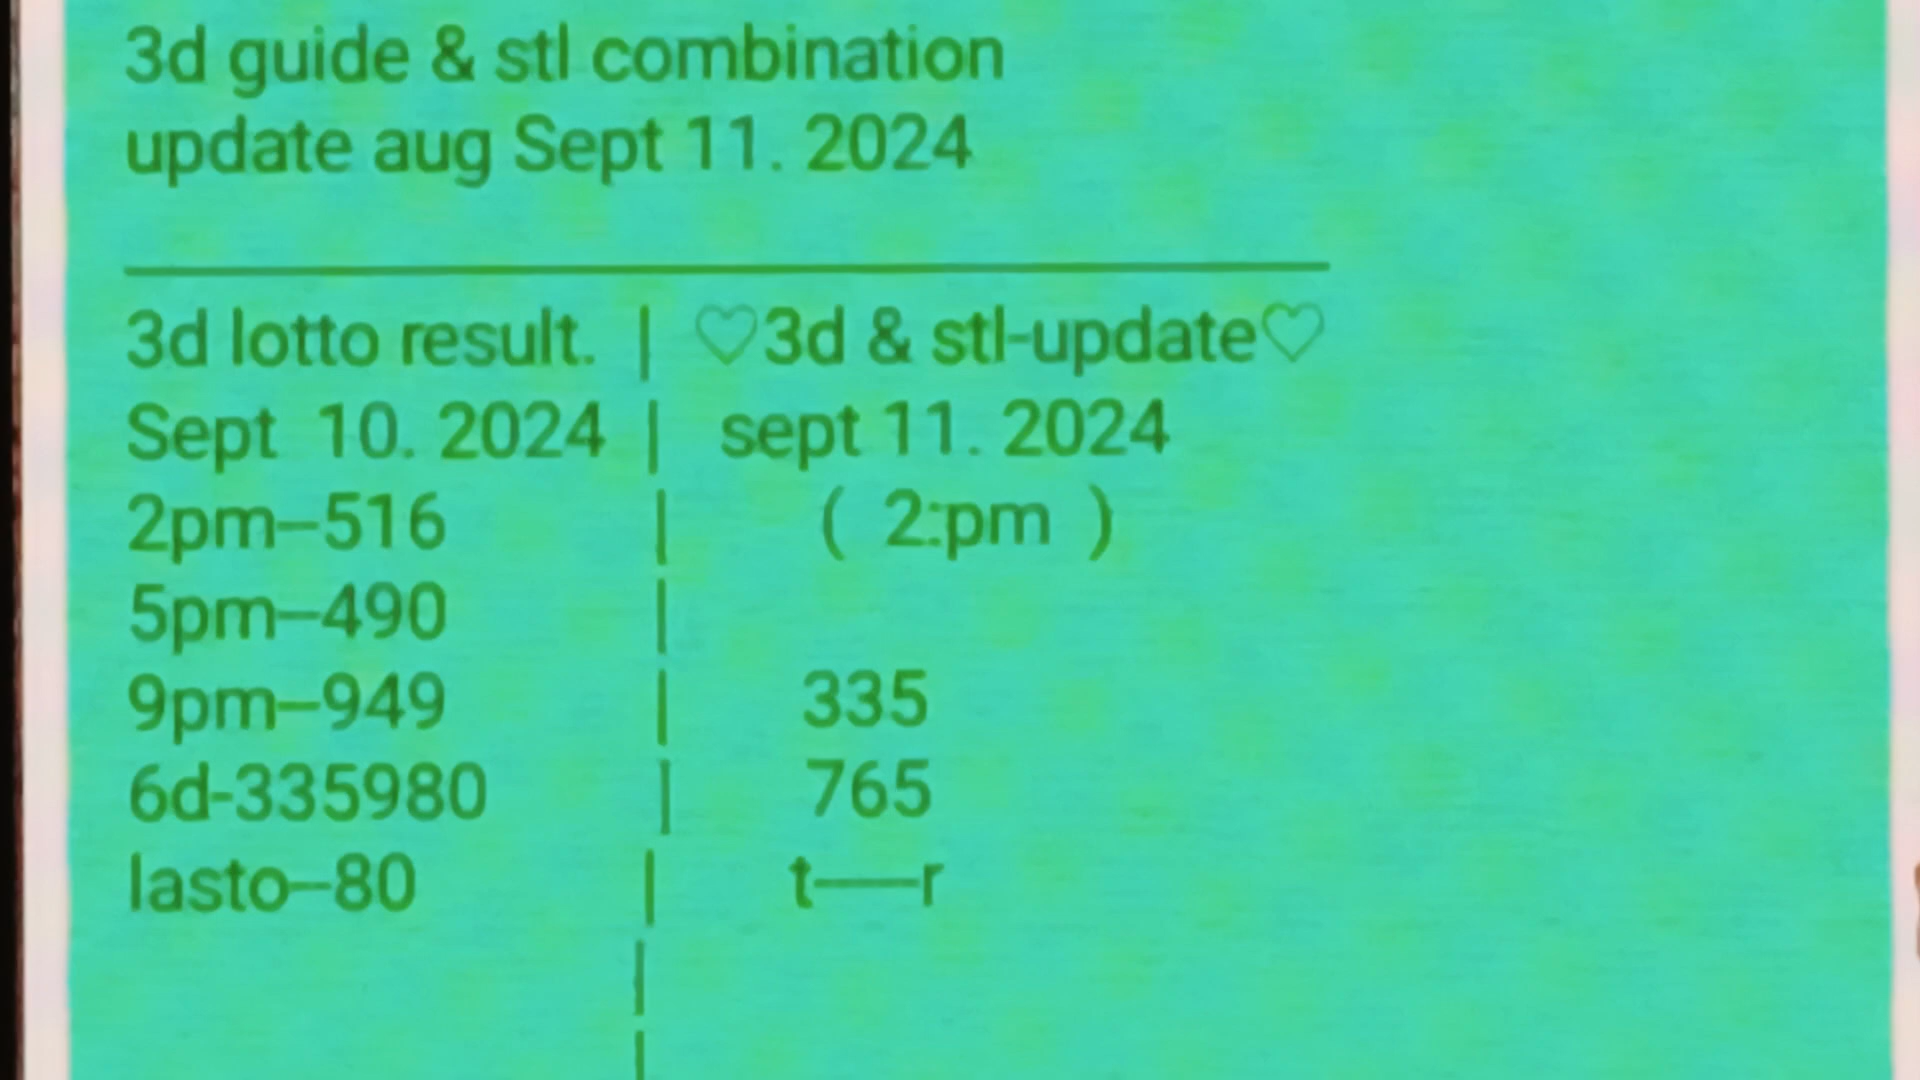 3d guide & stl combination
update aug Sept 11. 2024
3d lotto result. | ♡3d & stl-update♡
Sept 10. 2024 | sept 11. 2024
2pm–516 | ( 2:pm )
5pm–490 |
9pm–949 | 335
6d-335980 | 765
lasto–80 | t––r
|
|